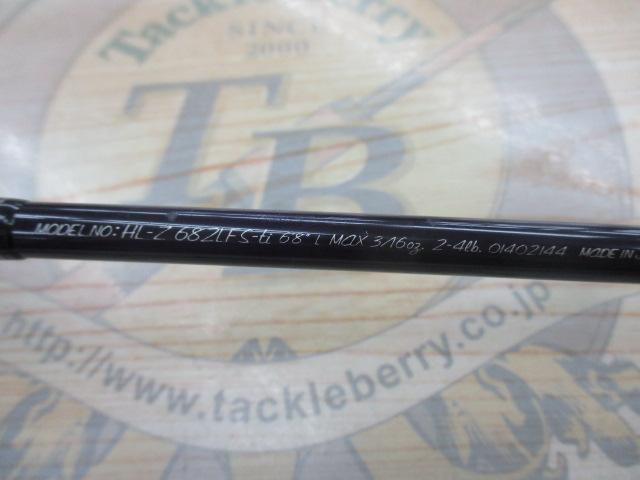 Tackleberry
SINCE
2000
TB
MODEL NO: HL-Z 682LFS-ti 6'8" L MAX 3/16oz. 2-4lb. 01402144 MADE IN
http://www.tackleberry.co.jp